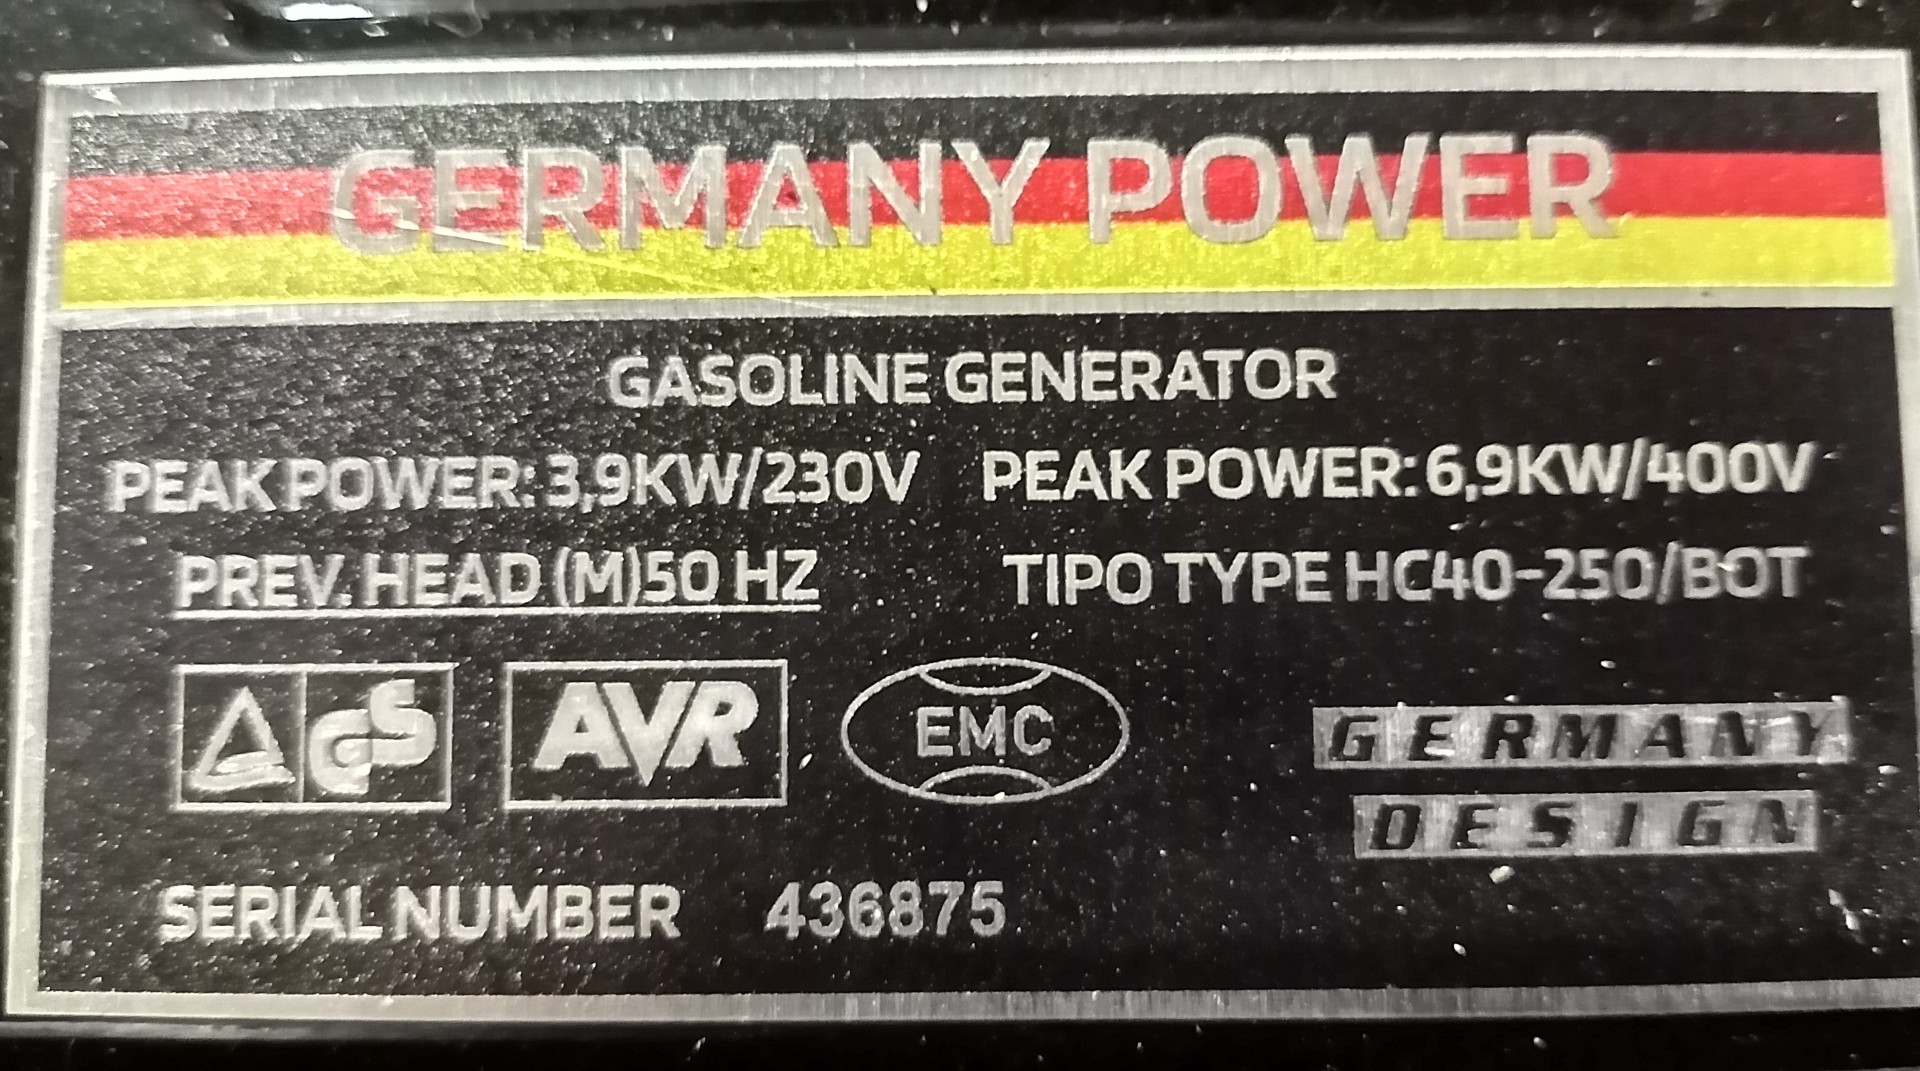 GERMANY POWER
GASOLINE GENERATOR
PEAK POWER: 3,9KW/230V PEAK POWER: 6,9KW/400V
PREV. HEAD (M)50 HZ TIPO TYPE HC40-250/BOT
GS AVR EMC GERMANY
DESIGN
SERIAL NUMBER 436875